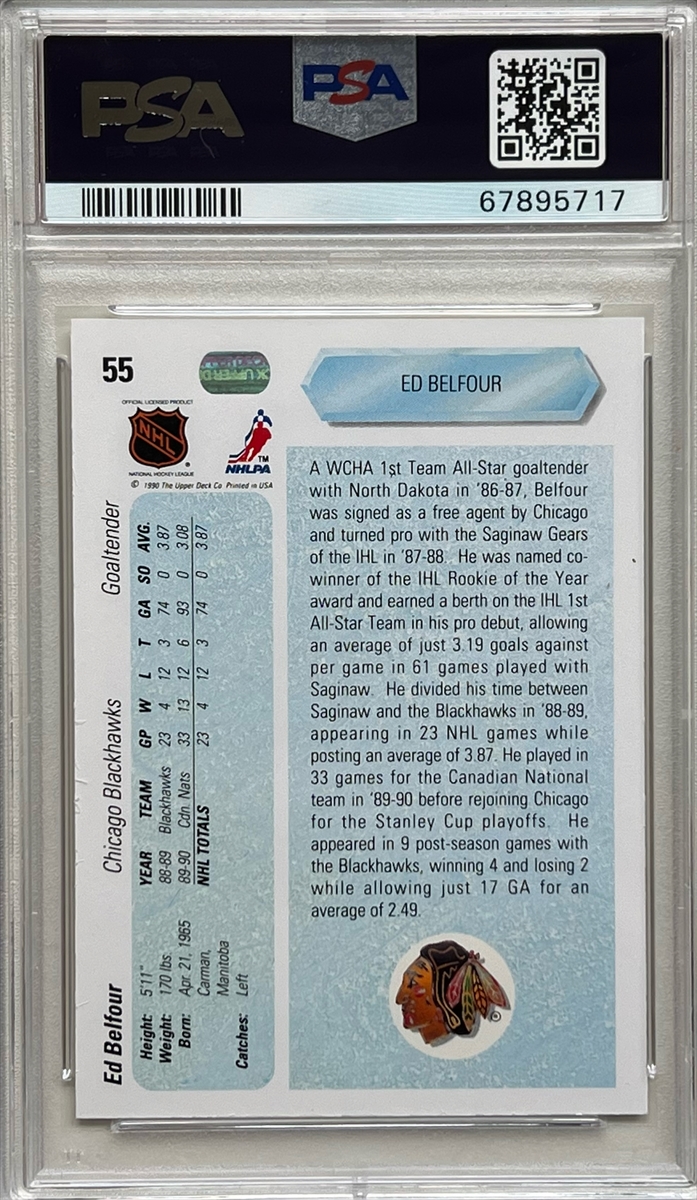 PSA
PSA
67895717
55
UPPER D
ED BELFOUR
OFFICIAL LICENSED PRODUCT
NHL
NATIONAL HOCKEY LEAGUE
®
TM
NHLPA
© 1990 The Upper Deck Co Printed in USA
A WCHA 1st Team All-Star goaltender
with North Dakota in '86-87, Belfour
was signed as a free agent by Chicago
and turned pro with the Saginaw Gears
of the IHL in '87-88. He was named co-
winner of the IHL Rookie of the Year
award and earned a berth on the IHL 1st
All-Star Team in his pro debut, allowing
an average of just 3.19 goals against
per game in 61 games played with
Saginaw. He divided his time between
Saginaw and the Blackhawks in '88-89,
appearing in 23 NHL games while
posting an average of 3.87. He played in
33 games for the Canadian National
team in '89-90 before rejoining Chicago
for the Stanley Cup playoffs. He
appeared in 9 post-season games with
the Blackhawks, winning 4 and losing 2
while allowing just 17 GA for an
average of 2.49.
®
Ed Belfour Chicago Blackhawks Goaltender
Height: 5'11"
Weight: 170 lbs.
Born: Apr. 21, 1965
Carman,
Manitoba
Catches: Left
YEAR TEAM GP W L T GA SO AVG.
88-89 Blackhawks 23 4 12 3 74 0 3.87
89-90 Cdn. Nats 33 13 12 6 93 0 3.08
NHL TOTALS 23 4 12 3 74 0 3.87